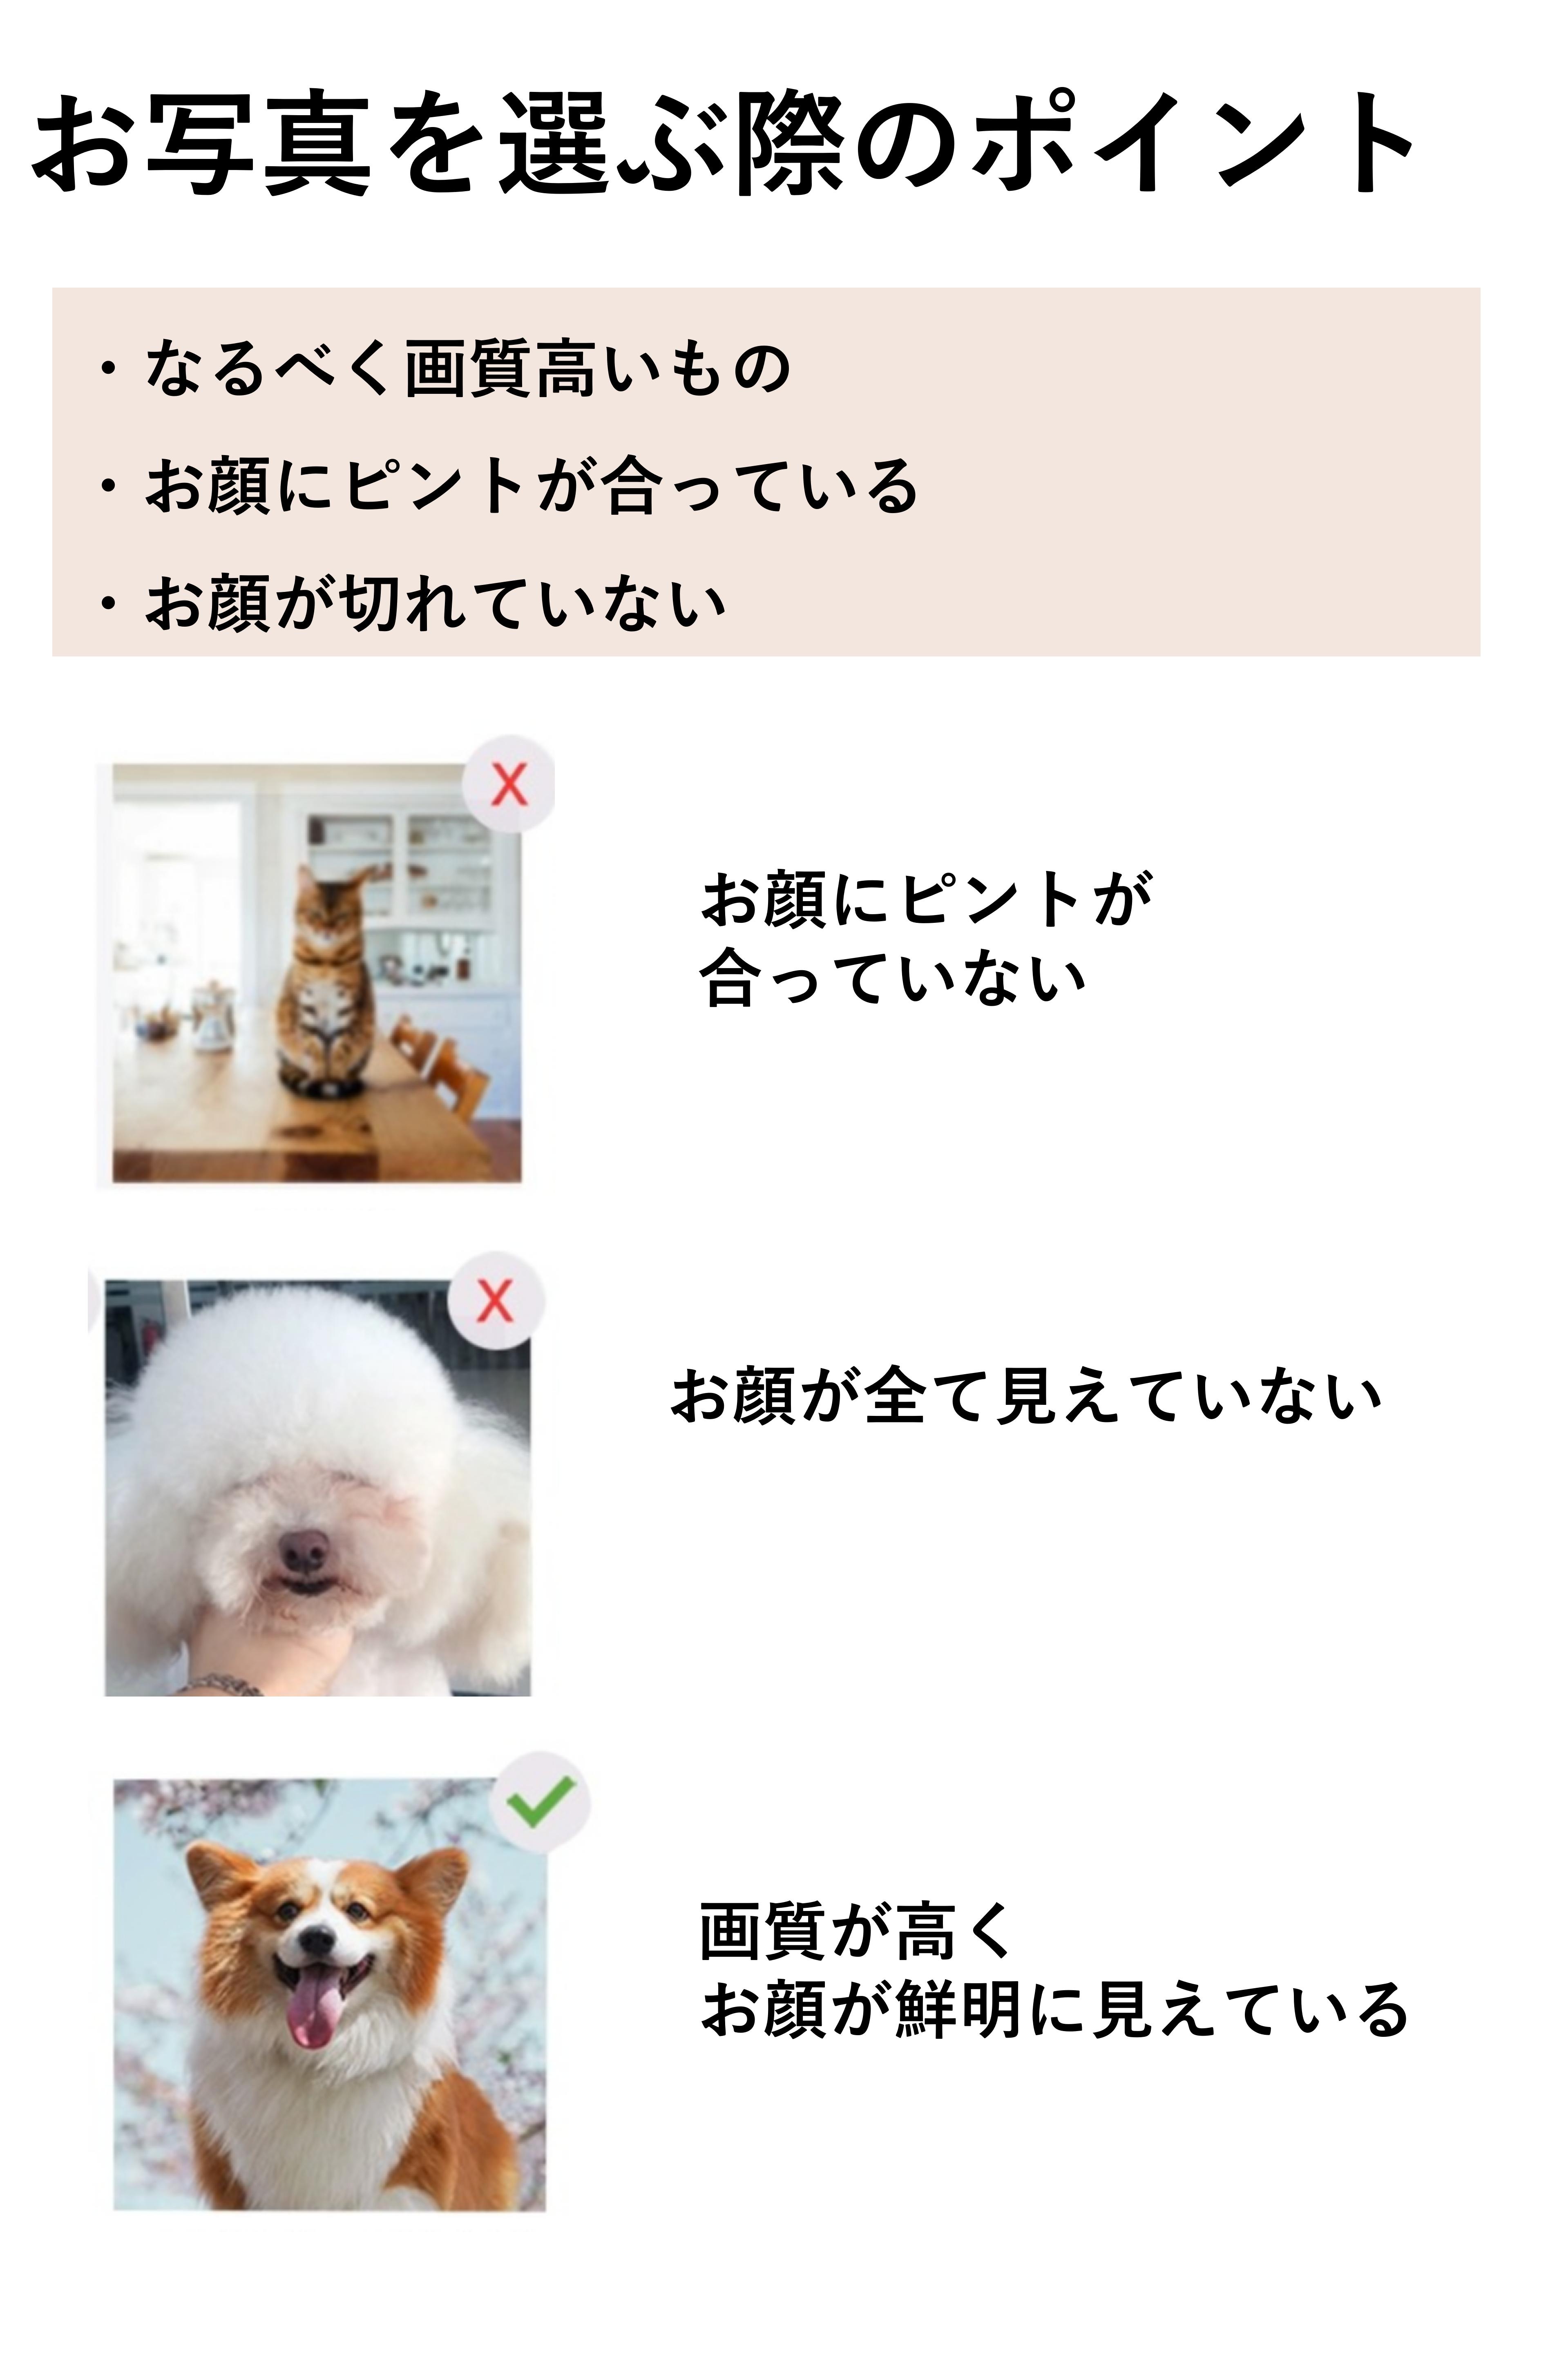 お写真を選ぶ際のポイント
・なるべく画質高いもの
・お顔にピントが合っている
・お顔が切れていない
X
お顔にピントが
合っていない
X
お顔が全て見えていない
画質が高く
お顔が鮮明に見えている